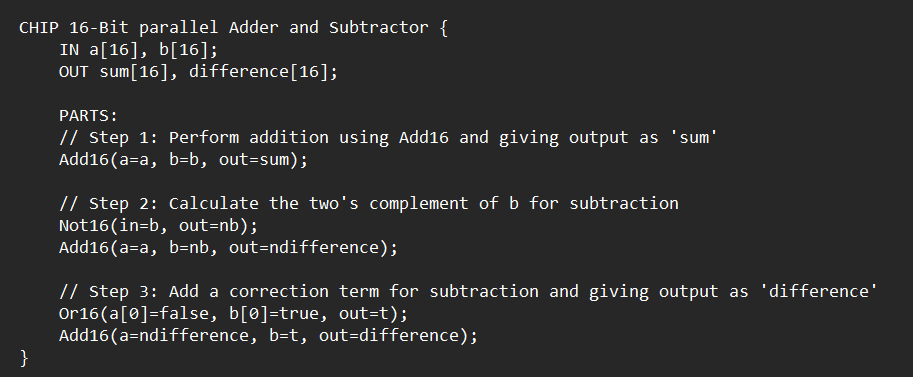 CHIP 16-Bit parallel Adder and Subtractor {
    IN a[16], b[16];
    OUT sum[16], difference[16];

    PARTS:
    // Step 1: Perform addition using Add16 and giving output as 'sum'
    Add16(a=a, b=b, out=sum);

    // Step 2: Calculate the two's complement of b for subtraction
    Not16(in=b, out=nb);
    Add16(a=a, b=nb, out=ndifference);

    // Step 3: Add a correction term for subtraction and giving output as 'difference'
    Or16(a[0]=false, b[0]=true, out=t);
    Add16(a=ndifference, b=t, out=difference);
}